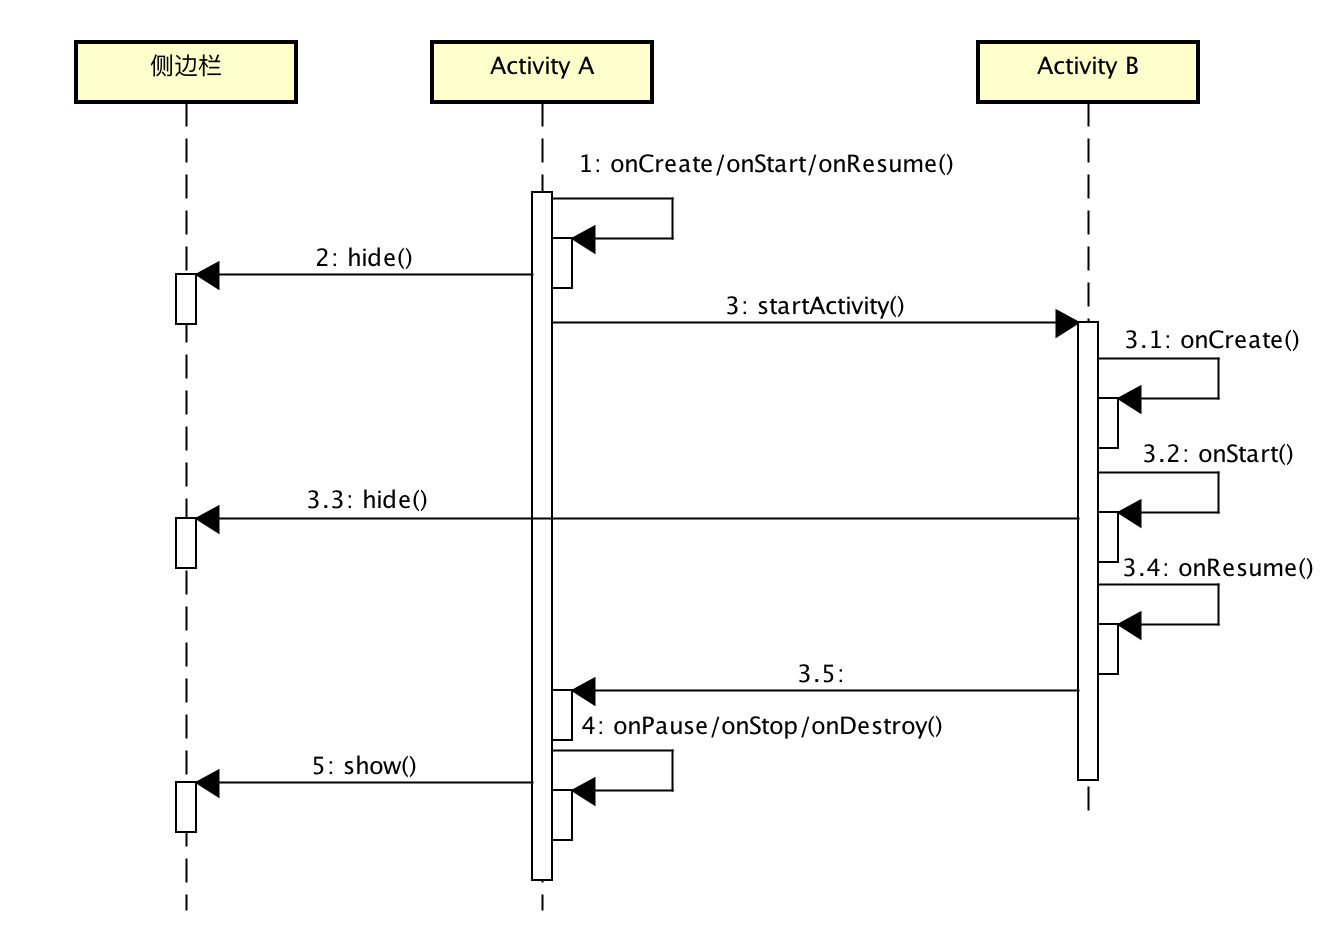 侧边栏
Activity A
Activity B
1: onCreate/onStart/onResume()
2: hide()
3: startActivity()
3.1: onCreate()
3.2: onStart()
3.3: hide()
3.4: onResume()
3.5:
4: onPause/onStop/onDestroy()
5: show()